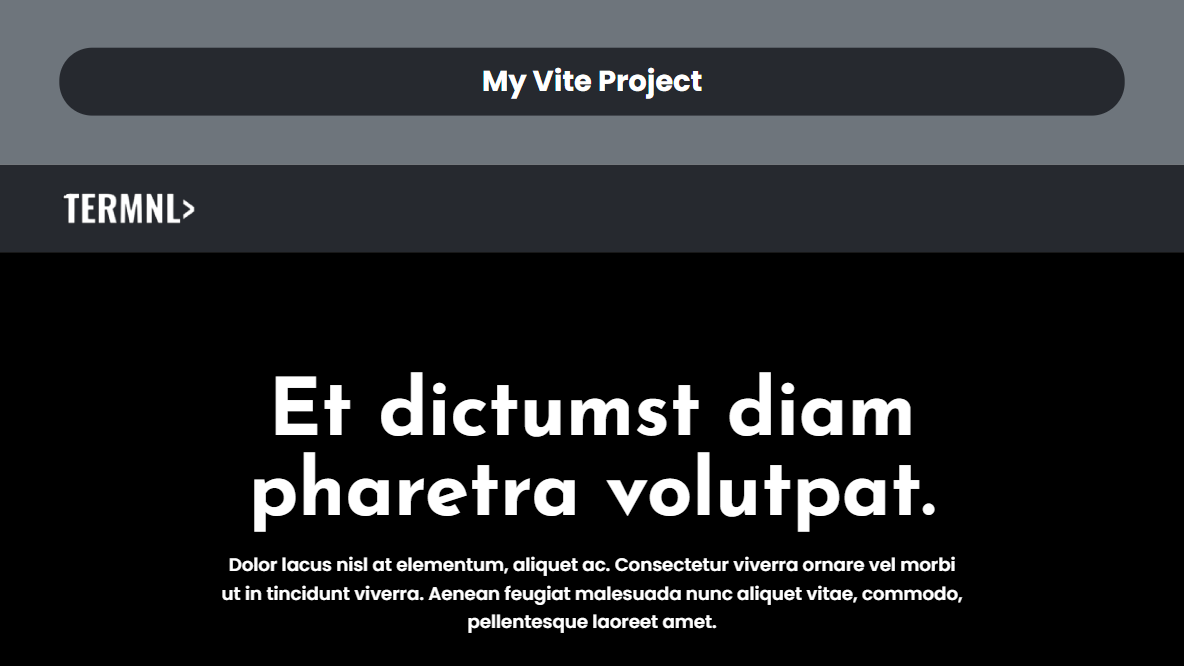 My Vite Project
TERMNL>
Et dictumst diam
pharetra volutpat.
Dolor lacus nisl at elementum, aliquet ac. Consectetur viverra ornare vel morbi
ut in tincidunt viverra. Aenean feugiat malesuada nunc aliquet vitae, commodo,
pellentesque laoreet amet.